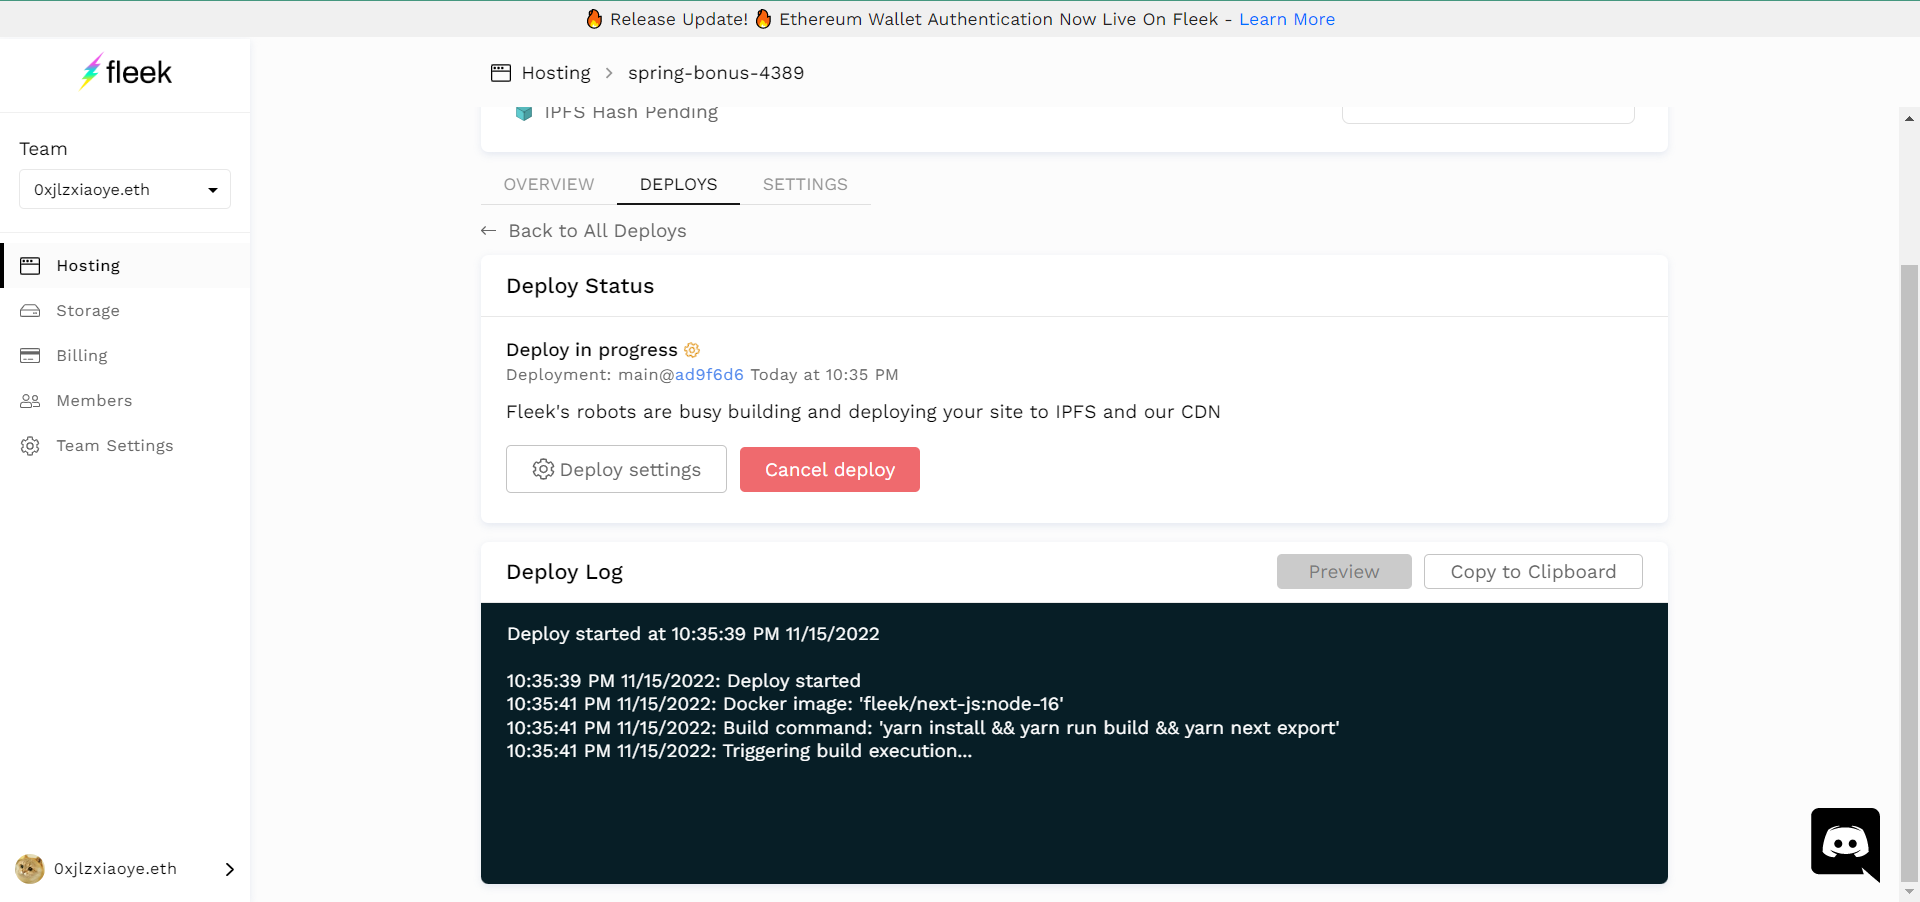 🔥 Release Update! 🔥 Ethereum Wallet Authentication Now Live On Fleek - Learn More
fleek
Team
0xjlzxiaoye.eth
Hosting
Storage
Billing
Members
Team Settings
0xjlzxiaoye.eth
Hosting > spring-bonus-4389
IPFS Hash Pending
OVERVIEW DEPLOYS SETTINGS
← Back to All Deploys
Deploy Status
Deploy in progress
Deployment: main@ad9f6d6 Today at 10:35 PM
Fleek's robots are busy building and deploying your site to IPFS and our CDN
Deploy settings Cancel deploy
Deploy Log Preview Copy to Clipboard
Deploy started at 10:35:39 PM 11/15/2022
10:35:39 PM 11/15/2022: Deploy started
10:35:41 PM 11/15/2022: Docker image: 'fleek/next-js:node-16'
10:35:41 PM 11/15/2022: Build command: 'yarn install && yarn run build && yarn next export'
10:35:41 PM 11/15/2022: Triggering build execution...